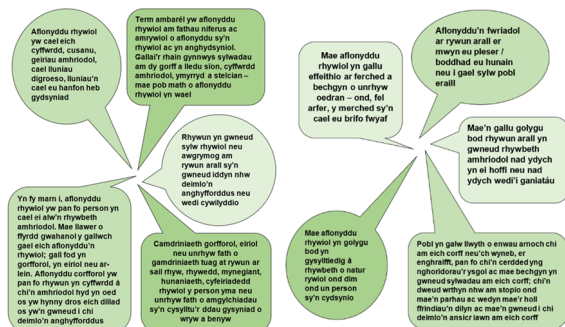 Aflonyddu rhywiol
yw cael eich
cyffwrdd, cusanu,
geiriau amhriodol,
cael lluniau
digroeso, lluniau'n
cael eu hanfon heb
gydsyniad
Term ambarél yw aflonyddu
rhywiol am fathau niferus ac
amrywiol o aflonyddu sy'n
rhywiol ac yn anghydsyniol.
Gallai'r rhain gynnwys sylwadau
am dy gorff a lledu sïon, cyffwrdd
amhriodol, ymyrryd a stelcian –
mae pob math o aflonyddu
rhywiol yn wael
Rhywun yn gwneud
sylw rhywiol neu
awgrymog am
rywun arall sy'n
gwneud iddyn nhw
deimlo'n
anghyfforddus neu
wedi cywilyddio
Yn fy marn i, aflonyddu
rhywiol yw pan fo person yn
cael ei alw'n rhywbeth
amhriodol. Mae llawer o
ffyrdd gwahanol y gallwch
gael eich aflonyddu'n
rhywiol; gall fod yn
gorfforol, yn eiriol neu ar-
lein. Aflonyddu corfforol yw
pan fo rhywun yn cyffwrdd â
chi'n amhriodol hyd yn oed
os yw hynny dros eich dillad
os yw'n gwneud i chi
deimlo'n anghyfforddus
Camdriniaeth gorfforol, eiriol
neu unrhyw fath o
gamdriniaeth tuag at rywun ar
sail rhyw, rhywedd, mynegiant,
hunaniaeth, cyfeiriadedd
rhywiol y person yma neu
unrhyw fath o amgylchiadau
sy'n cysylltu'r ddau gysyniad o
wryw a benyw
Mae aflonyddu
rhywiol yn gallu
effeithio ar ferched a
bechgyn o unrhyw
oedran – ond, fel
arfer, y merched sy'n
cael eu brifo fwyaf
Aflonyddu'n fwriadol
ar rywun arall er
mwyn eu pleser /
boddhad eu hunain
neu i gael sylw pobl
eraill
Mae'n gallu golygu
bod rhywun arall yn
gwneud rhywbeth
amhriodol nad ydych
yn ei hoffi neu nad
ydych wedi'i ganiatáu
Mae aflonyddu
rhywiol yn golygu
bod yn
gysylltiedig â
rhywbeth o natur
rywiol ond dim
ond un person
sy'n cydsynio
Pobl yn galw llwyth o enwau arnoch chi
am eich corff neu'ch wyneb, er
enghraifft, pan fo chi'n cerdded yng
nghoridorau'r ysgol ac mae bechgyn yn
gwneud sylwadau am eich corff; chi'n
dweud wrthyn nhw am stopio ond
mae'n parhau ac wedyn mae'r holl
ffrindiau'n dilyn ac mae'n gwneud i chi
deimlo'n ansicr iawn am eich corff